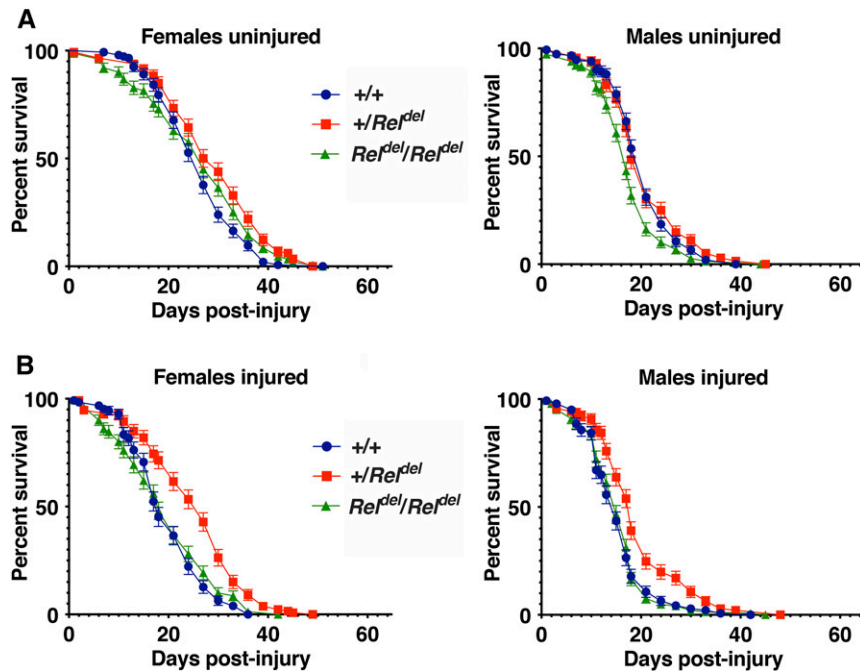 A
Females uninjured
Males uninjured
Percent survival
100
50
0
0 20 40 60
Days post-injury
+/+
+/Rel^del
Rel^del/Rel^del
Percent survival
100
50
0
0 20 40 60
Days post-injury
B
Females injured
Males injured
Percent survival
100
50
0
0 20 40 60
Days post-injury
+/+
+/Rel^del
Rel^del/Rel^del
Percent survival
100
50
0
0 20 40 60
Days post-injury